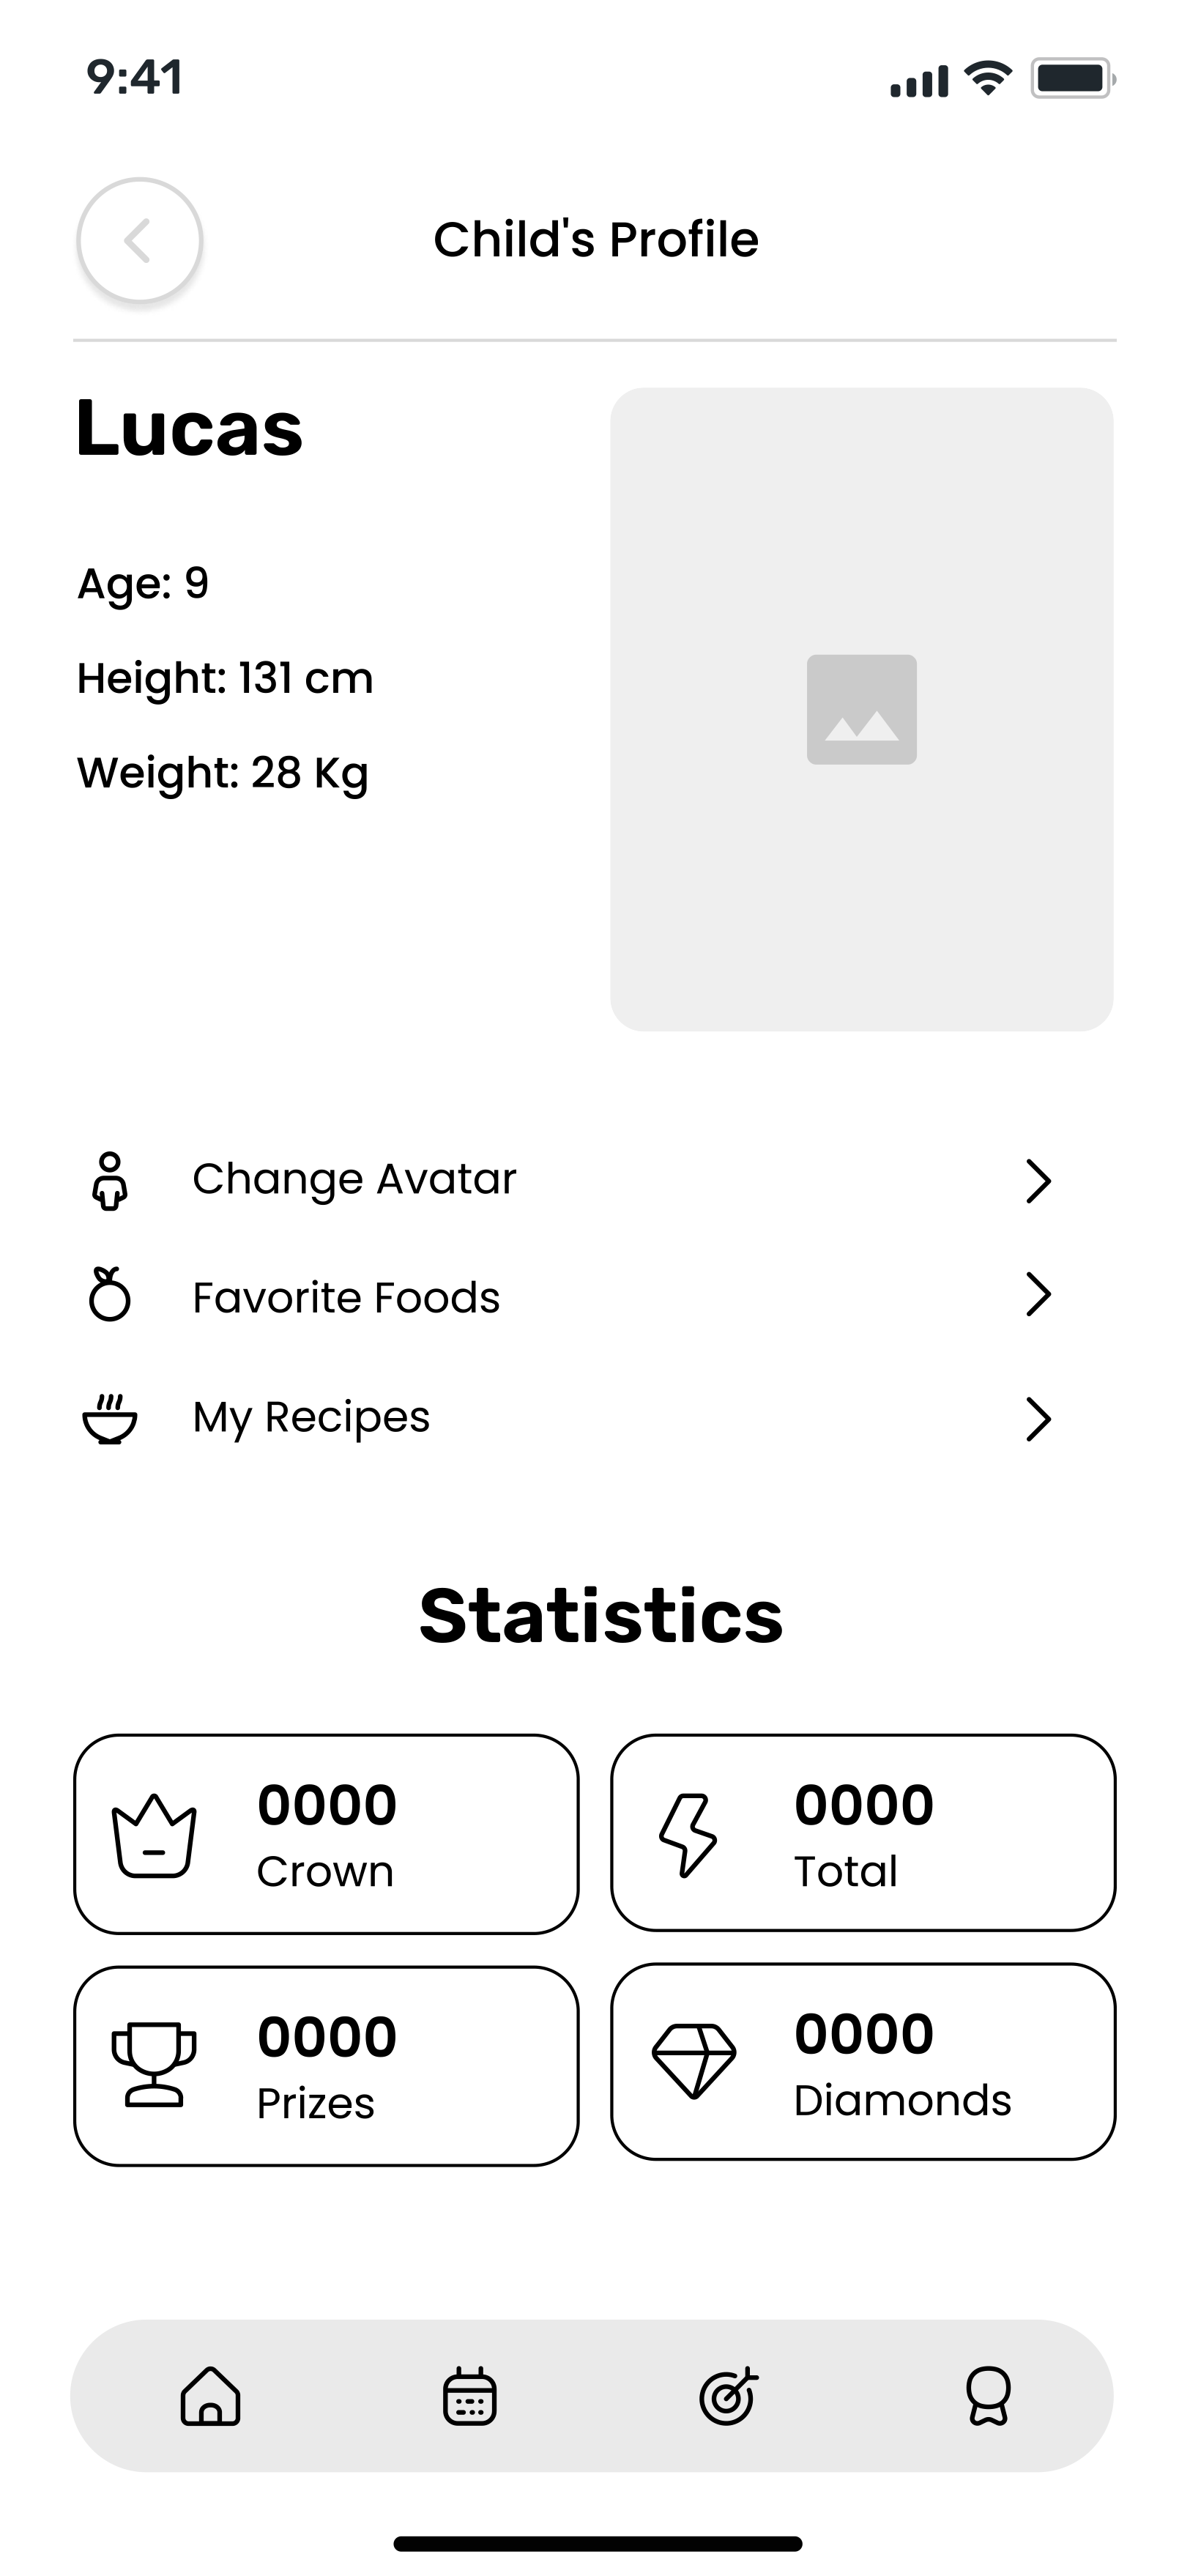 9:41
Child's Profile
Lucas
Age: 9
Height: 131 cm
Weight: 28 Kg
Change Avatar
Favorite Foods
My Recipes
Statistics
0000
Crown
0000
Total
0000
Prizes
0000
Diamonds